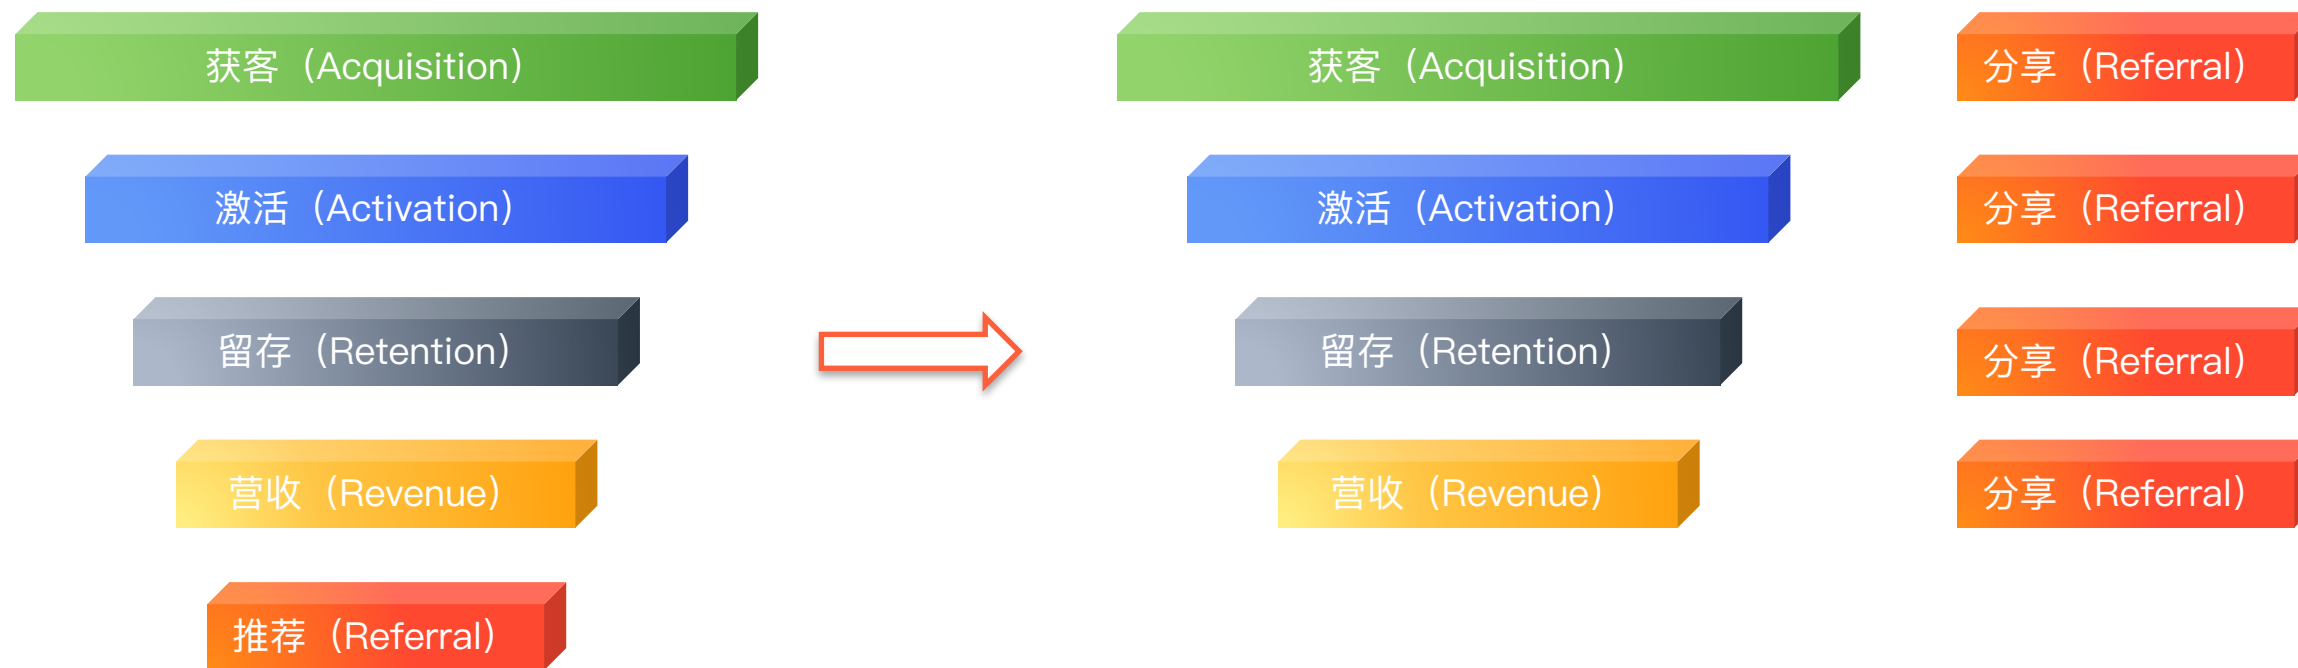 获客（Acquisition）
激活（Activation）
留存（Retention）
营收（Revenue）
推荐（Referral）
获客（Acquisition）
分享（Referral）
激活（Activation）
分享（Referral）
留存（Retention）
分享（Referral）
营收（Revenue）
分享（Referral）